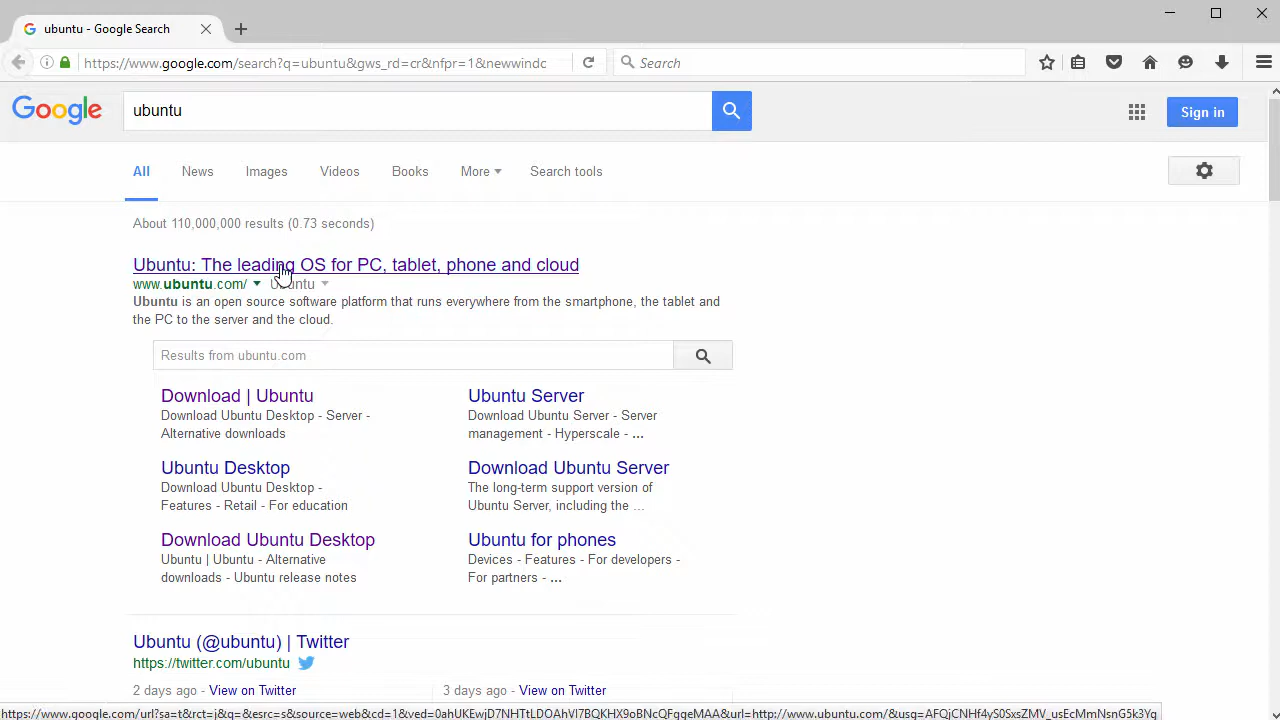 ubuntu - Google Search
https://www.google.com/search?q=ubuntu&gws_rd=cr&nfpr=1&newwindc
Search
Google
ubuntu
Sign in
All News Images Videos Books More Search tools
About 110,000,000 results (0.73 seconds)
Ubuntu: The leading OS for PC, tablet, phone and cloud
www.ubuntu.com/ Ubuntu
Ubuntu is an open source software platform that runs everywhere from the smartphone, the tablet and
the PC to the server and the cloud.
Results from ubuntu.com
Download | Ubuntu
Download Ubuntu Desktop - Server -
Alternative downloads
Ubuntu Server
Download Ubuntu Server - Server
management - Hyperscale - ...
Ubuntu Desktop
Download Ubuntu Desktop -
Features - Retail - For education
Download Ubuntu Server
The long-term support version of
Ubuntu Server, including the ...
Download Ubuntu Desktop
Ubuntu | Ubuntu - Alternative
downloads - Ubuntu release notes
Ubuntu for phones
Devices - Features - For developers -
For partners - ...
Ubuntu (@ubuntu) | Twitter
https://twitter.com/ubuntu
2 days ago - View on Twitter
3 days ago - View on Twitter